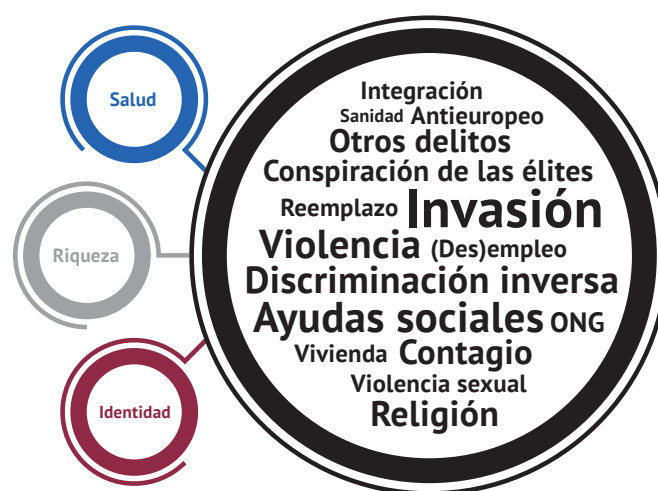 Salud
Riqueza
Identidad
Integración
Sanidad Antieuropeo
Otros delitos
Conspiración de las élites
Reemplazo Invasión
Violencia (Des)empleo
Discriminación inversa
Ayudas sociales ONG
Vivienda Contagio
Violencia sexual
Religión